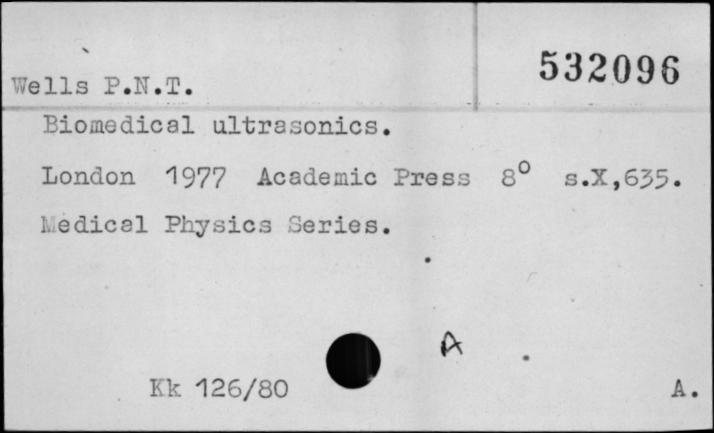 532096
Wells P.N.T.
Biomedical ultrasonics.
London 1977 Academic Press 8° s.X,635.
Medical Physics Series.
A
Kk 126/80 A.